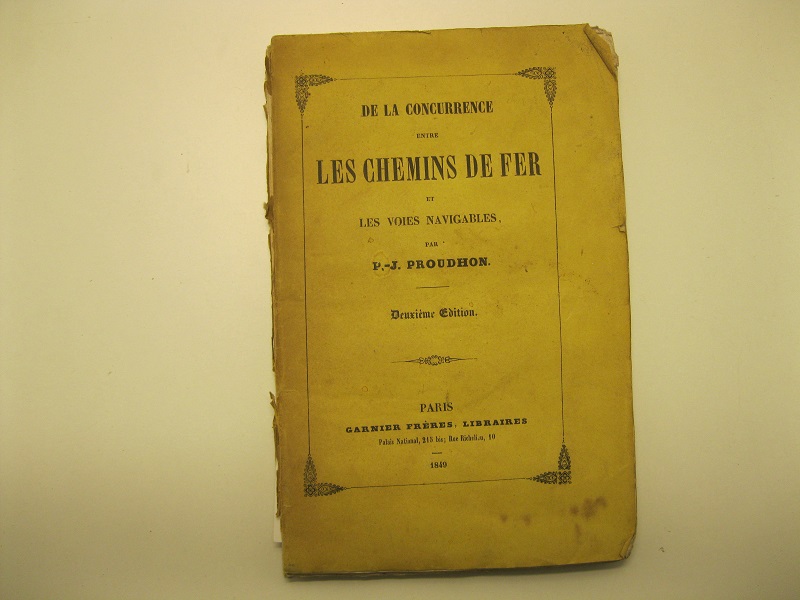 DE LA CONCURRENCE
ENTRE
LES CHEMINS DE FER
ET
LES VOIES NAVIGABLES,
PAR
P.-J. PROUDHON.
Deuxième Edition.
PARIS
GARNIER FRÈRES, LIBRAIRES
Palais National, 215 bis; Rue Richelieu, 10
1849